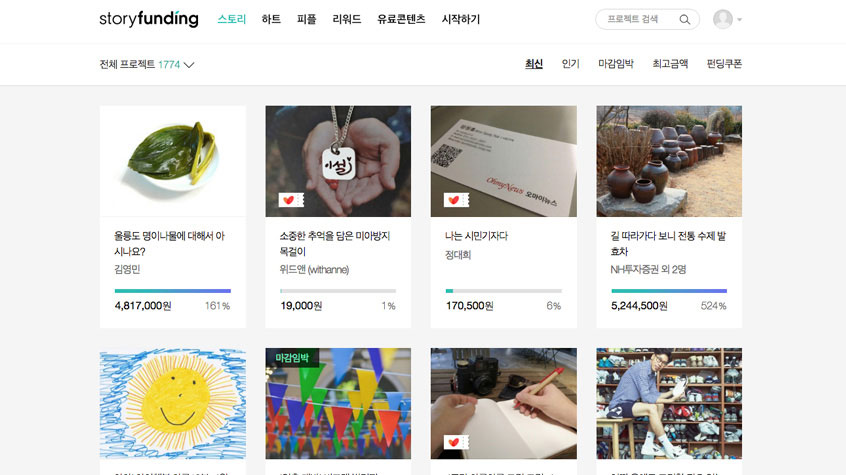 storyfunding 스토리 하트 피플 리워드 유료콘텐츠 시작하기 프로젝트 검색
전체 프로젝트 1774 최신 인기 마감임박 최고금액 펀딩쿠폰
이설
OhmyNews 오마이뉴스
울릉도 명이나물에 대해서 아
시나요?
김영민
4,817,000원 161%
소중한 추억을 담은 미아방지
목걸이
위드앤 (withanne)
19,000원 1%
나는 시민기자다
정대희
170,500원 6%
길 따라가다 보니 전통 수제 발
효차
NH투자증권 외 2명
5,244,500원 524%
마감임박